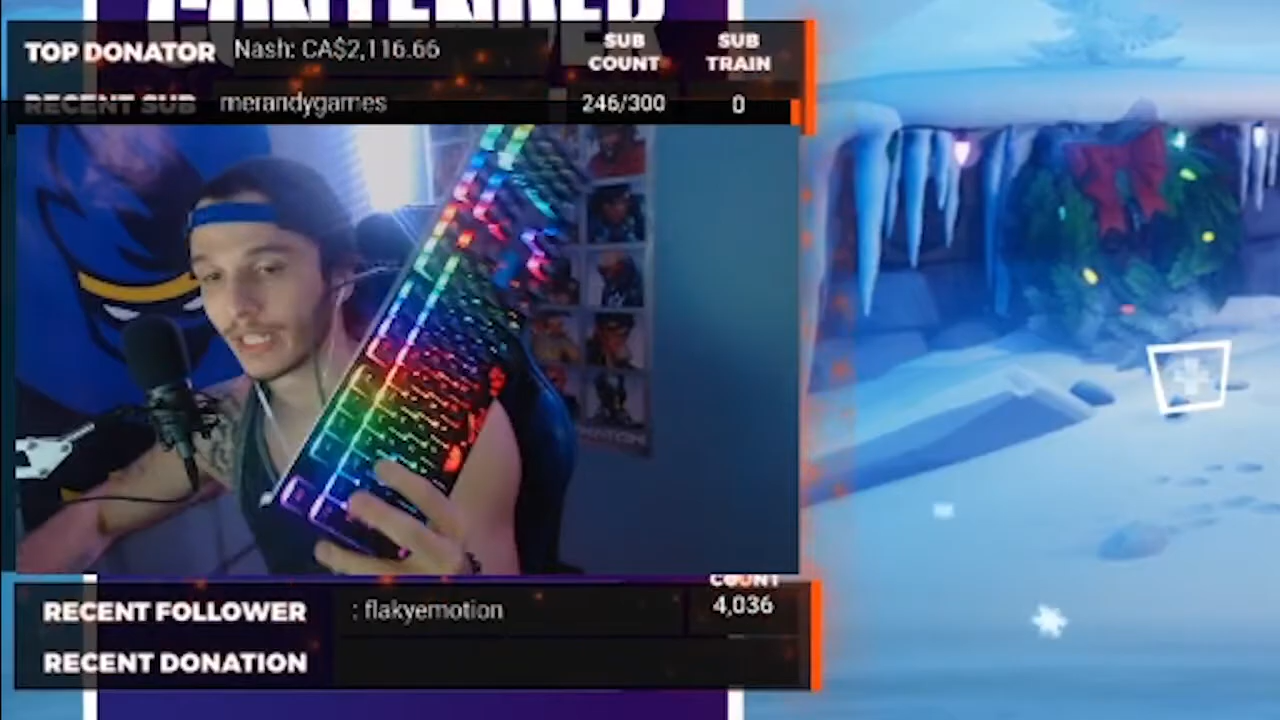 CONTENDER
TOP DONATOR Nash: CA$2,116.66
SUB COUNT
SUB TRAIN
RECENT SUB merandygames 246/300 0
COUNT
RECENT FOLLOWER : flakyemotion 4,036
RECENT DONATION